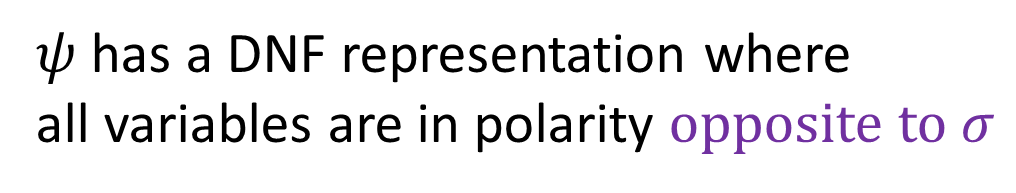 𝜓 has a DNF representation where
all variables are in polarity opposite to 𝜎